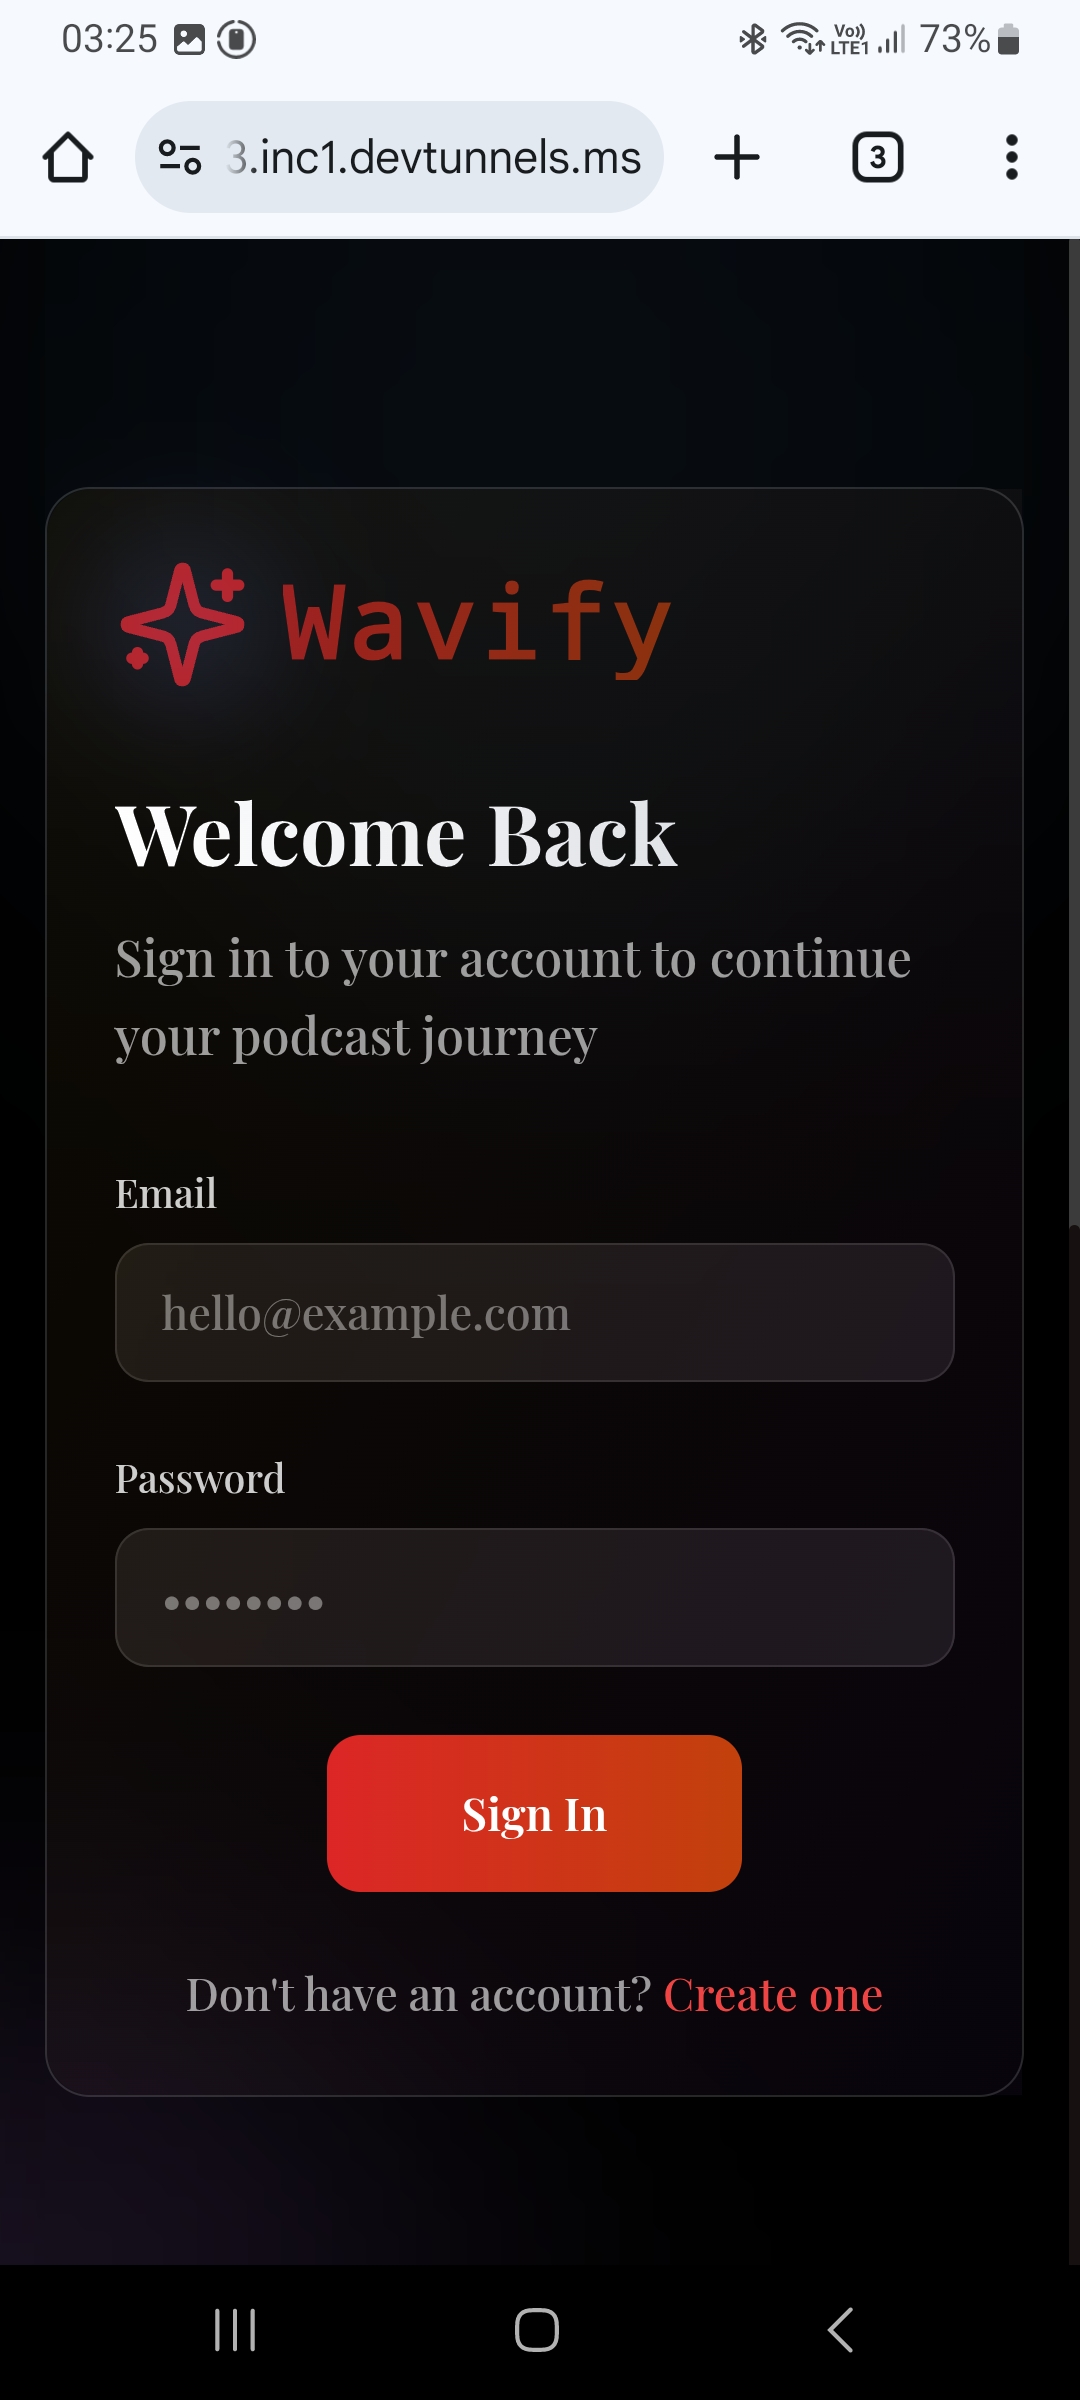 03:25
Vo)) LTE1 73%
3.inc1.devtunnels.ms
3
Wavify
Welcome Back
Sign in to your account to continue
your podcast journey
Email
hello@example.com
Password
••••••••
Sign In
Don't have an account? Create one